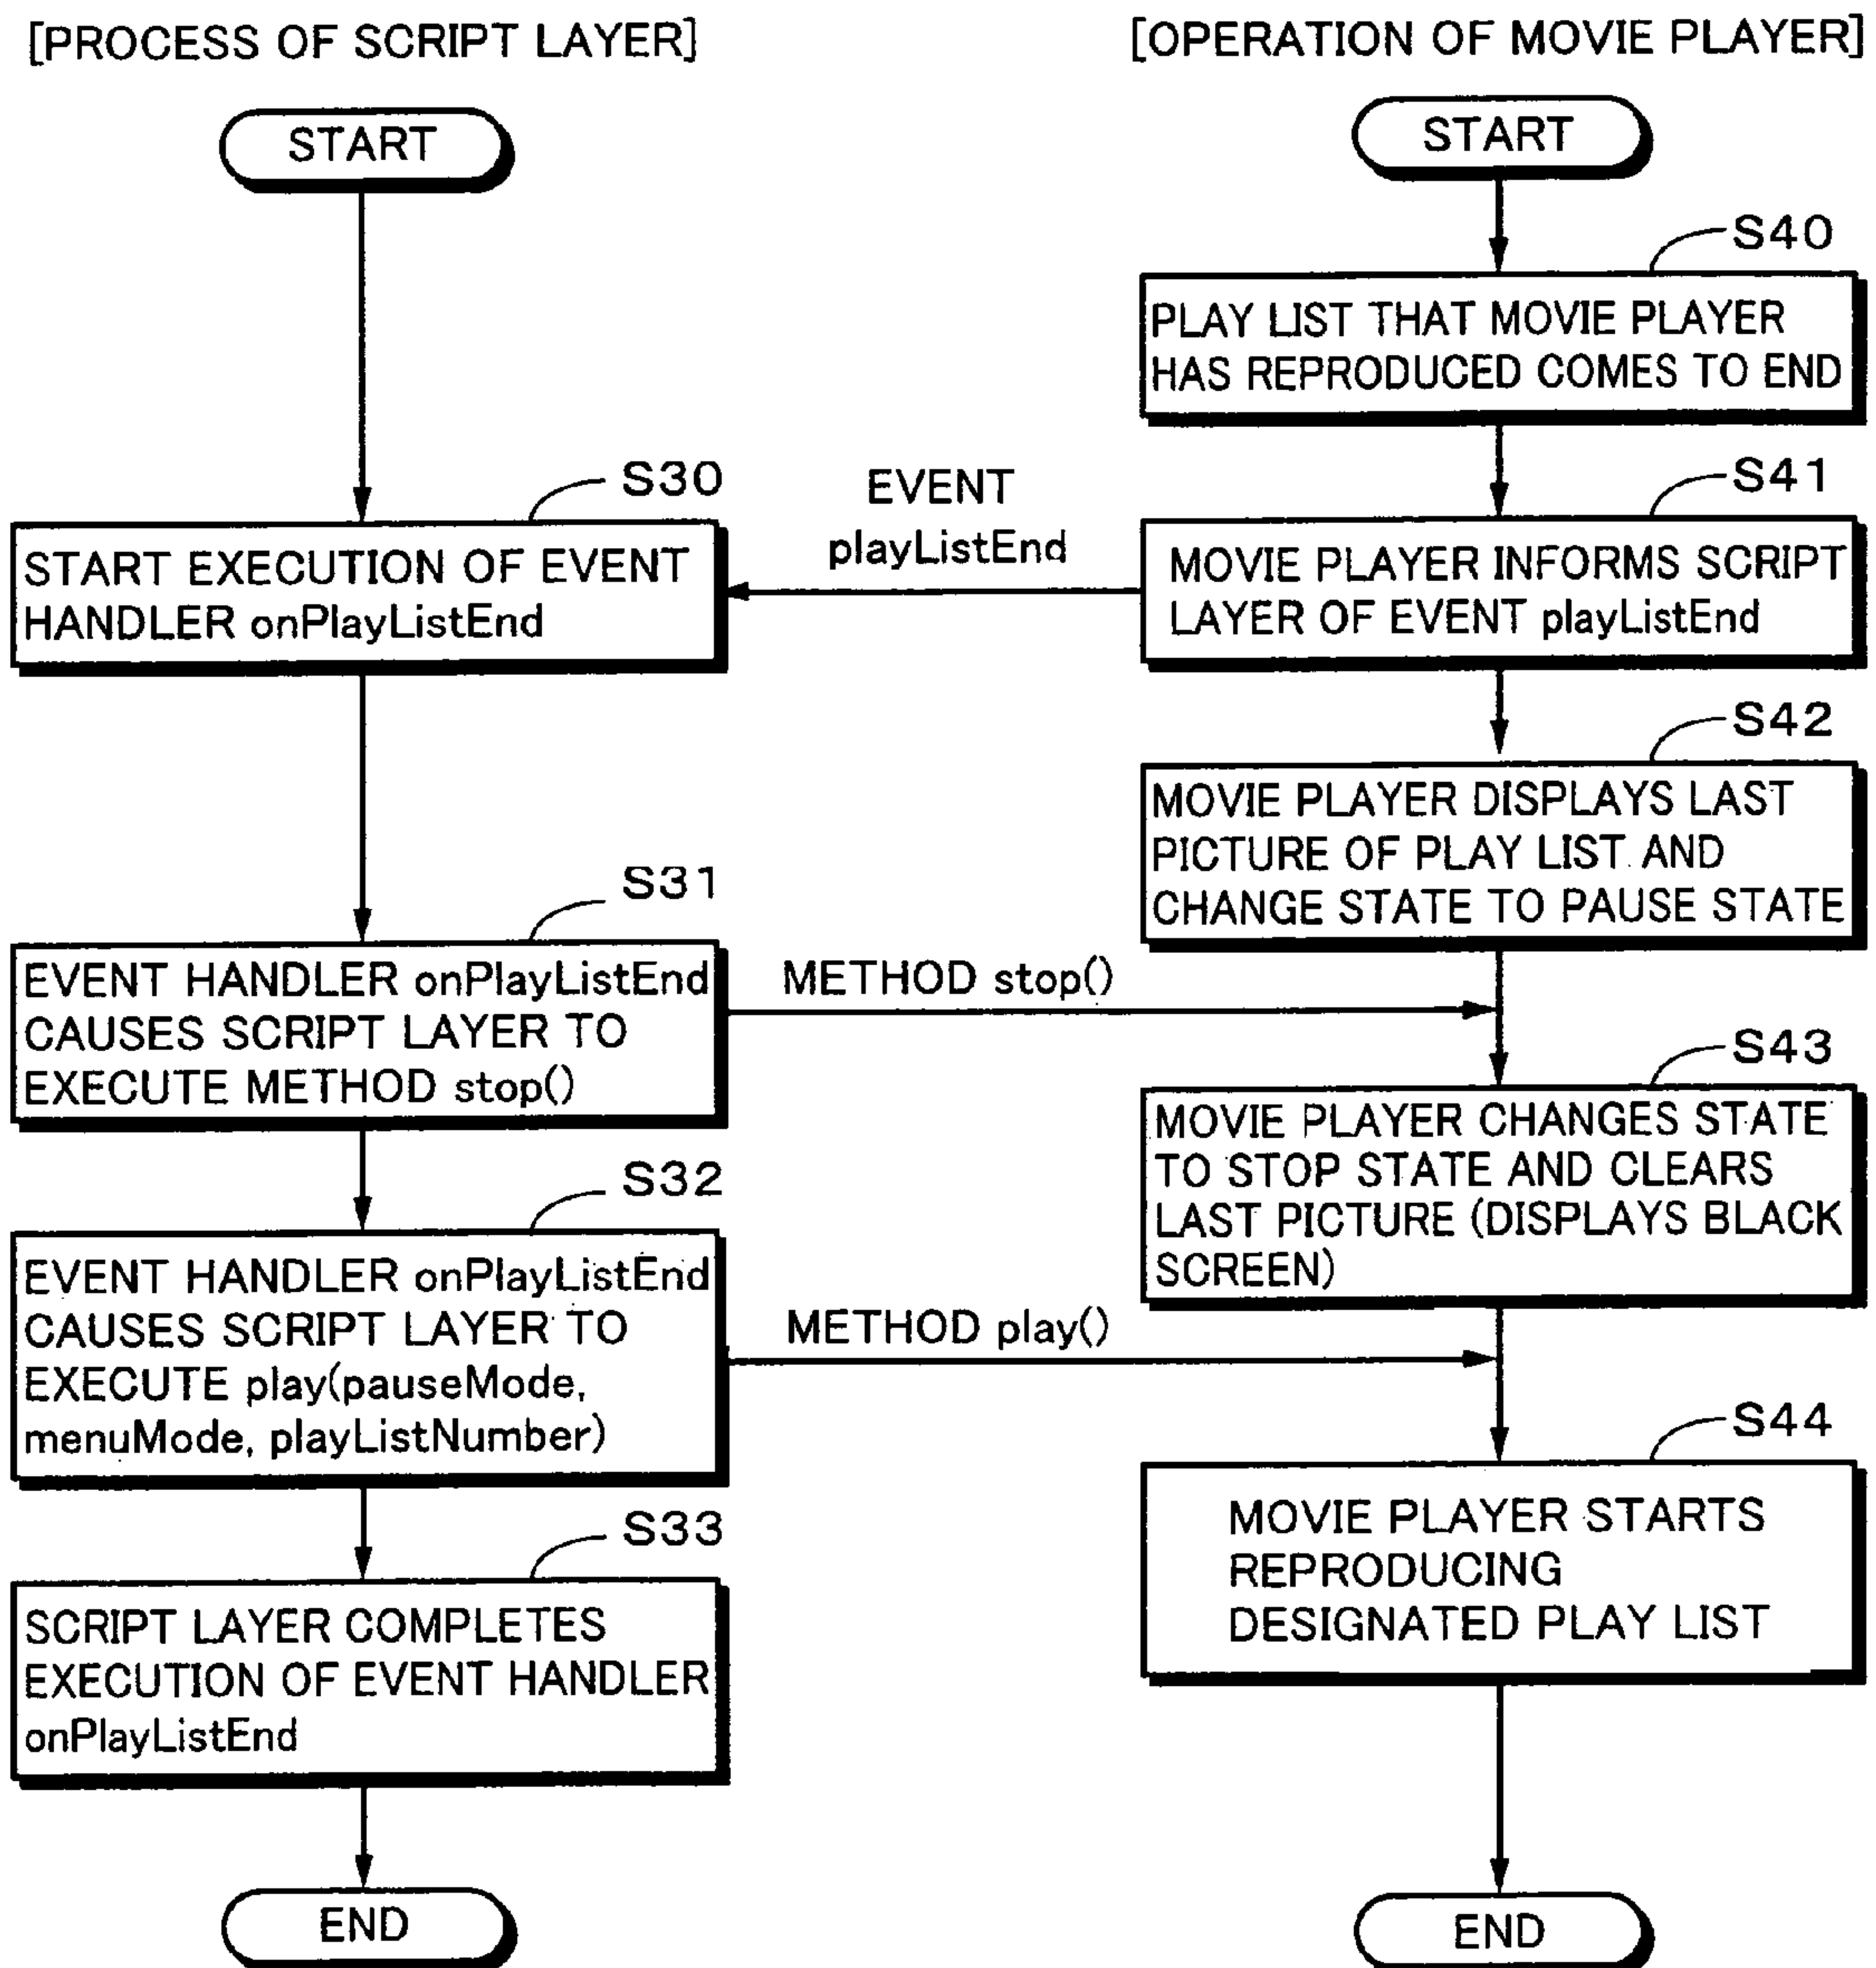 [PROCESS OF SCRIPT LAYER]
START
S30
START EXECUTION OF EVENT
HANDLER onPlayListEnd
S31
EVENT HANDLER onPlayListEnd
CAUSES SCRIPT LAYER TO
EXECUTE METHOD stop()
S32
EVENT HANDLER onPlayListEnd
CAUSES SCRIPT LAYER TO
EXECUTE play(pauseMode,
menuMode, playListNumber)
S33
SCRIPT LAYER COMPLETES
EXECUTION OF EVENT HANDLER
onPlayListEnd
END
EVENT
playListEnd
METHOD stop()
METHOD play()
[OPERATION OF MOVIE PLAYER]
START
S40
PLAY LIST THAT MOVIE PLAYER
HAS REPRODUCED COMES TO END
S41
MOVIE PLAYER INFORMS SCRIPT
LAYER OF EVENT playListEnd
S42
MOVIE PLAYER DISPLAYS LAST
PICTURE OF PLAY LIST AND
CHANGE STATE TO PAUSE STATE
S43
MOVIE PLAYER CHANGES STATE
TO STOP STATE AND CLEARS
LAST PICTURE (DISPLAYS BLACK
SCREEN)
S44
MOVIE PLAYER STARTS
REPRODUCING
DESIGNATED PLAY LIST
END